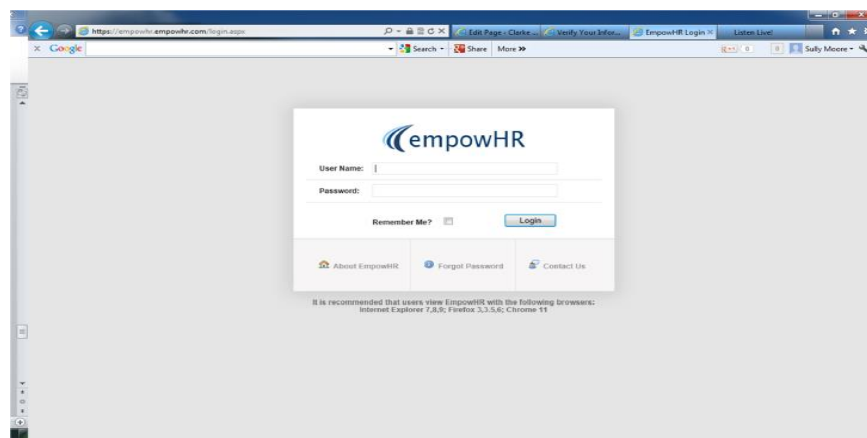 https://empowhr.empowhr.com/login.aspx
Edit Page - Clarke ...
Verify Your Infor...
EmpowHR Login
Listen Live!
x Google
Search
Share
More »
0
Sully Moore
empowHR
User Name:
Password:
Remember Me?
Login
About EmpowHR
Forgot Password
Contact Us
It is recommended that users view EmpowHR with the following browsers:
Internet Explorer 7,8,9; Firefox 3,3.5,6; Chrome 11